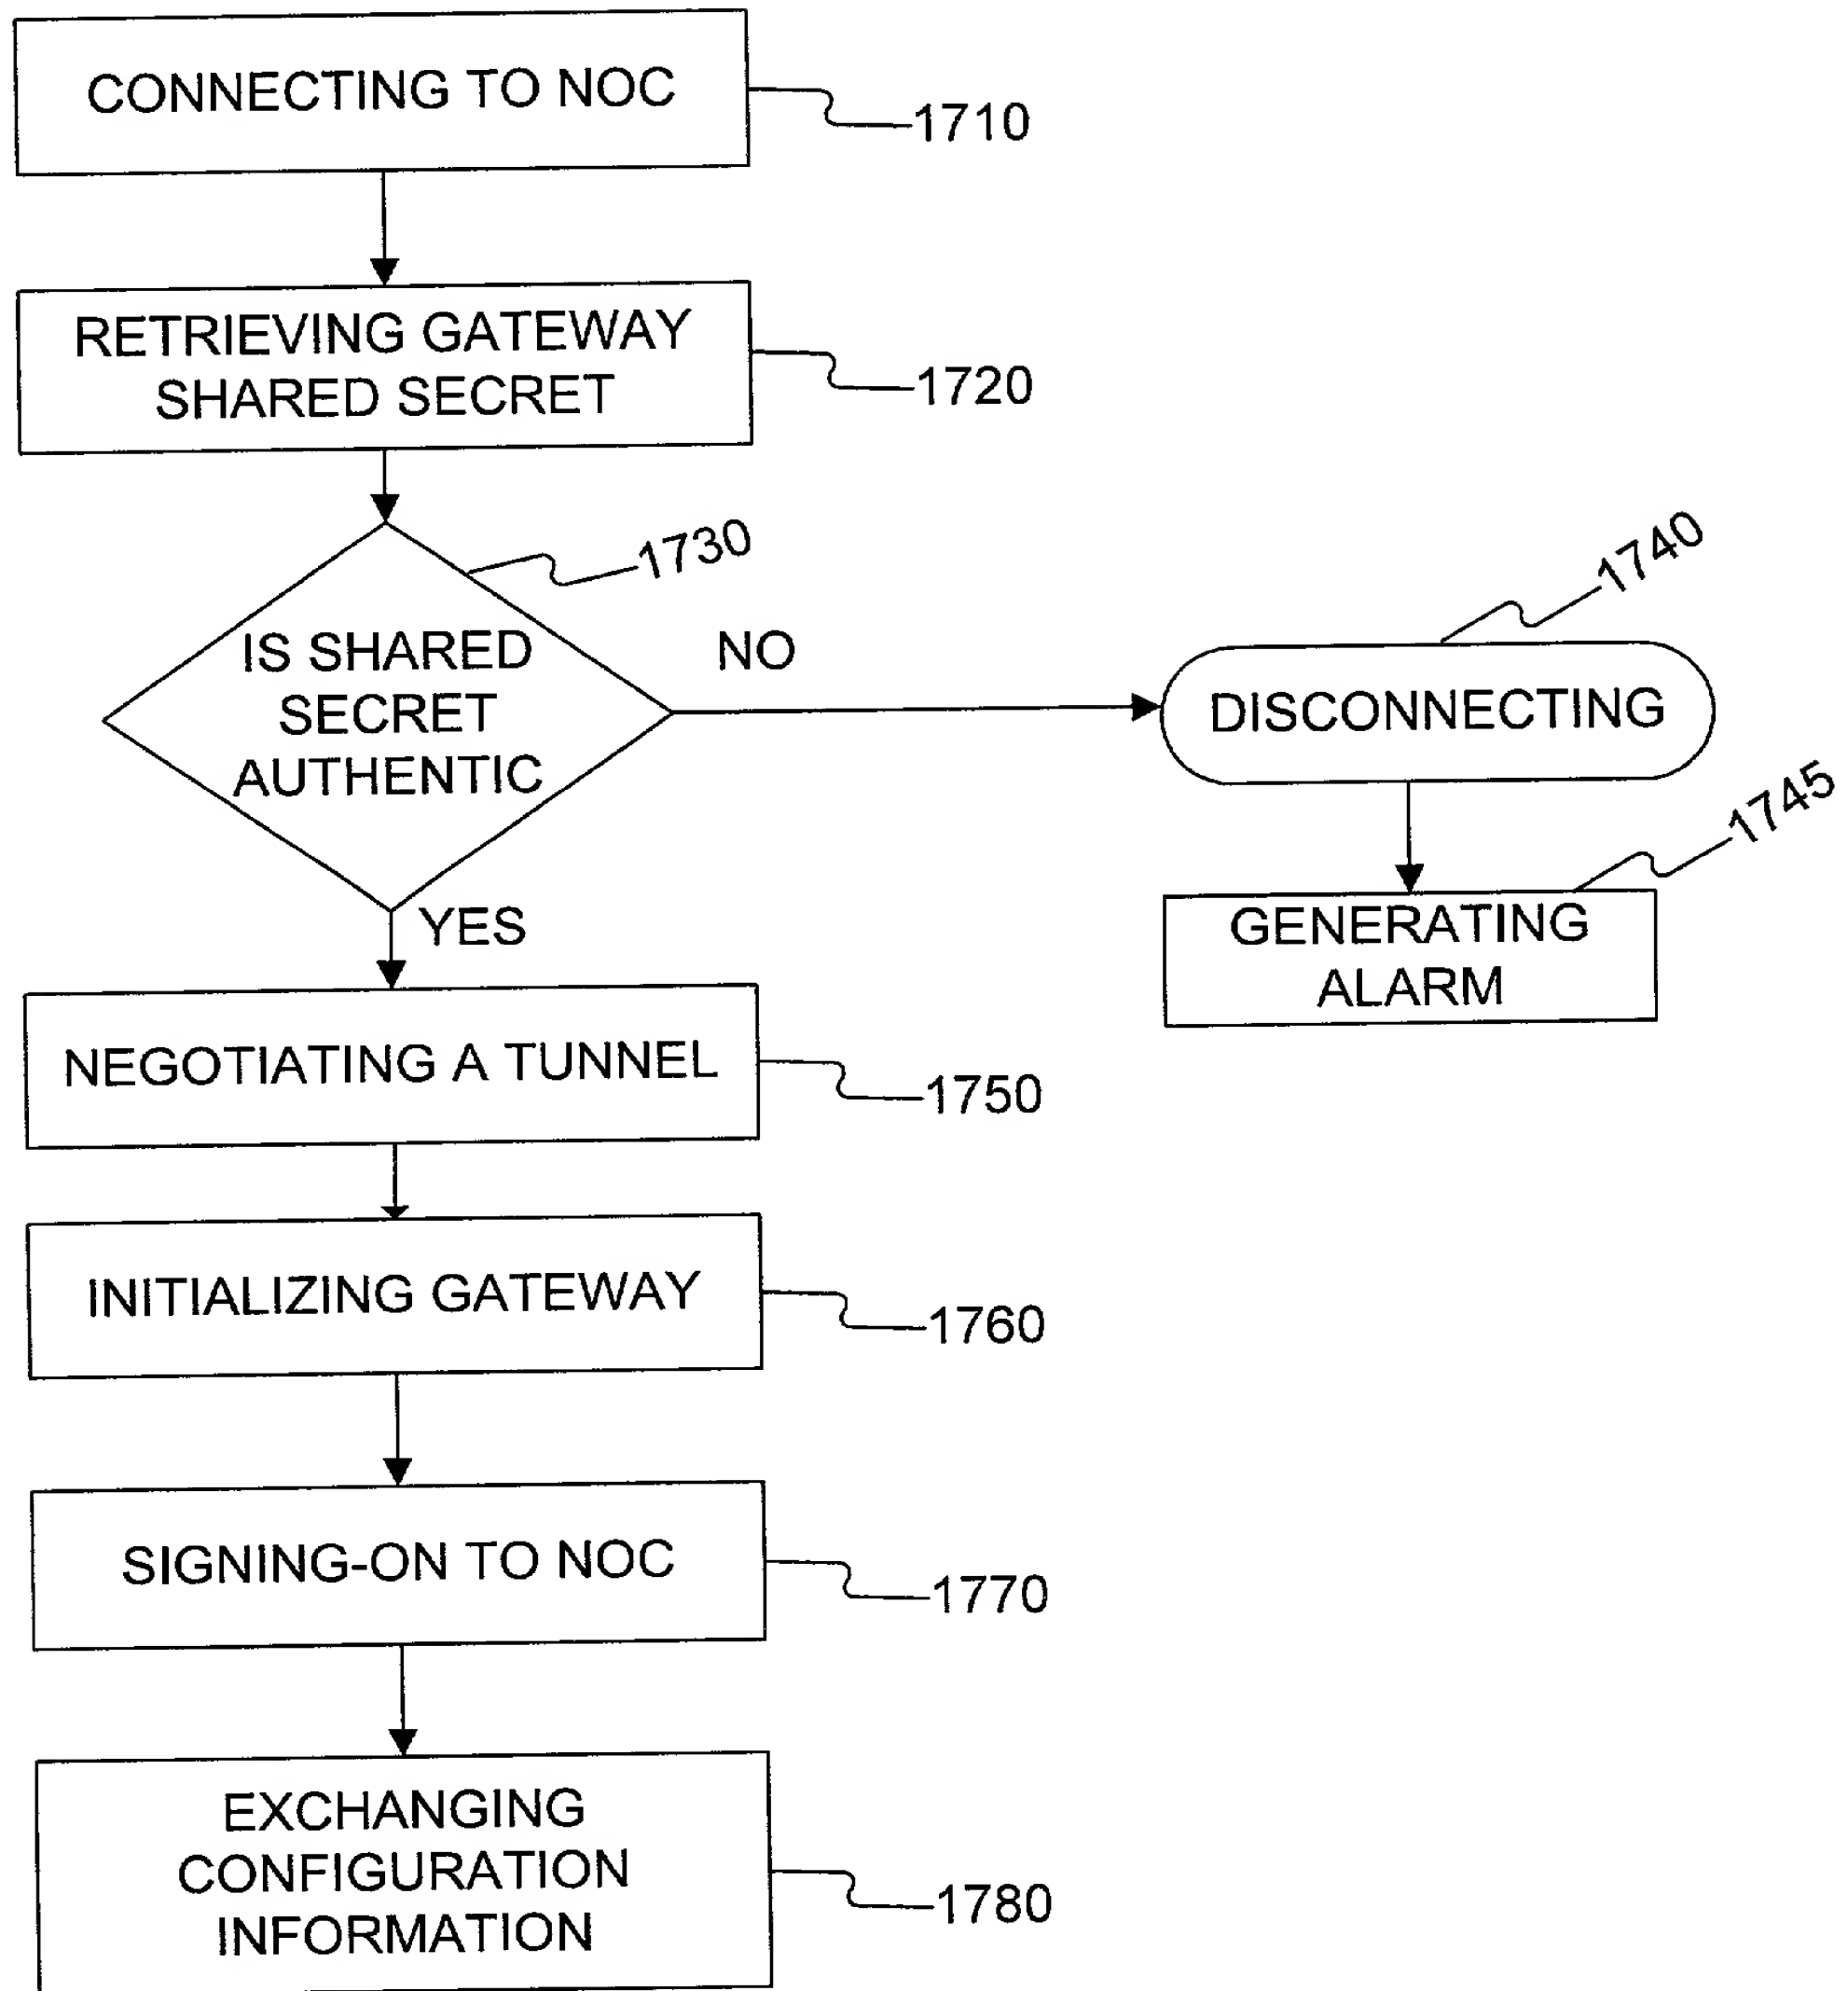 CONNECTING TO NOC
1710
RETRIEVING GATEWAY
SHARED SECRET
1720
1730
IS SHARED
SECRET
AUTHENTIC
NO
1740
DISCONNECTING
1745
GENERATING
ALARM
YES
NEGOTIATING A TUNNEL
1750
INITIALIZING GATEWAY
1760
SIGNING-ON TO NOC
1770
EXCHANGING
CONFIGURATION
INFORMATION
1780